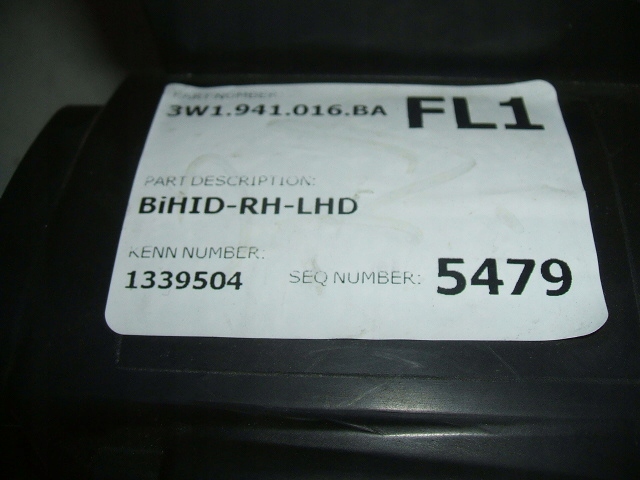 PART NUMBER:
3W1.941.016.BA FL1
PART DESCRIPTION:
BiHID-RH-LHD
KENN NUMBER:
1339504 SEQ NUMBER: 5479